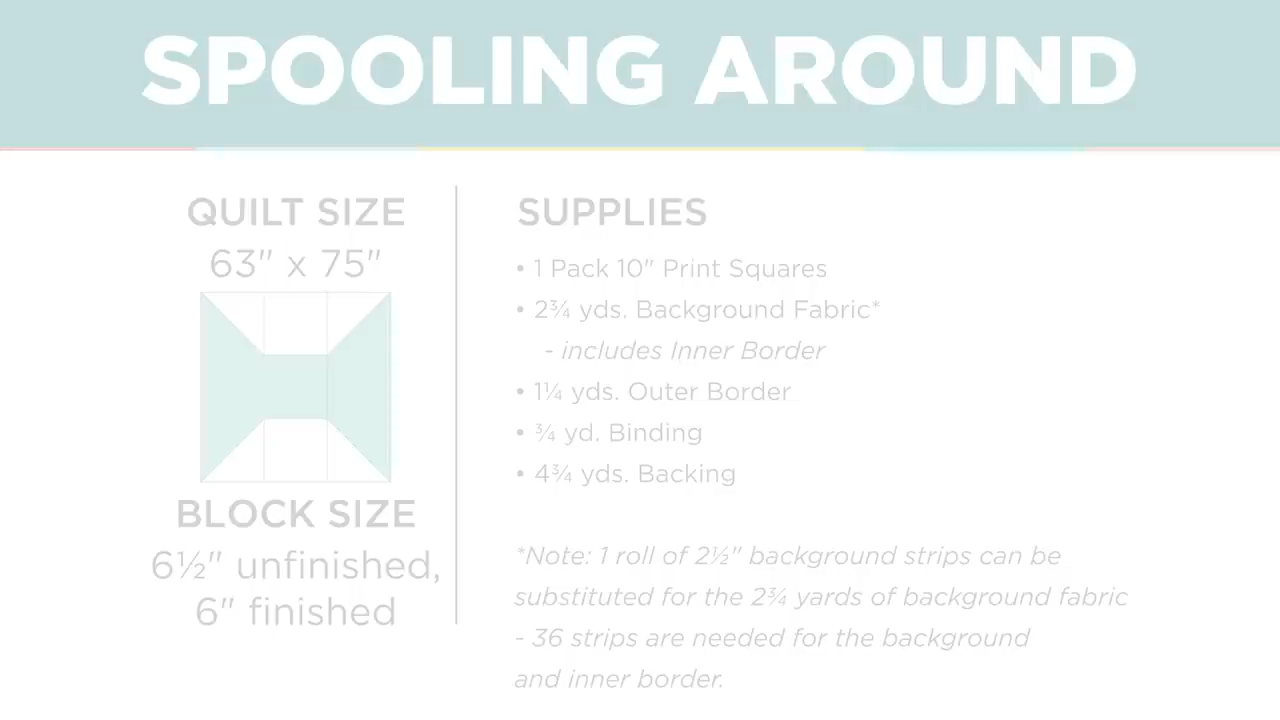 SPOOLING AROUND
QUILT SIZE
63" x 75"
BLOCK SIZE
6½" unfinished,
6" finished
SUPPLIES
• 1 Pack 10" Print Squares
• 2¾ yds. Background Fabric*
- includes Inner Border
• 1¼ yds. Outer Border
• ¾ yd. Binding
• 4¾ yds. Backing
*Note: 1 roll of 2½" background strips can be
substituted for the 2¾ yards of background fabric
- 36 strips are needed for the background
and inner border.